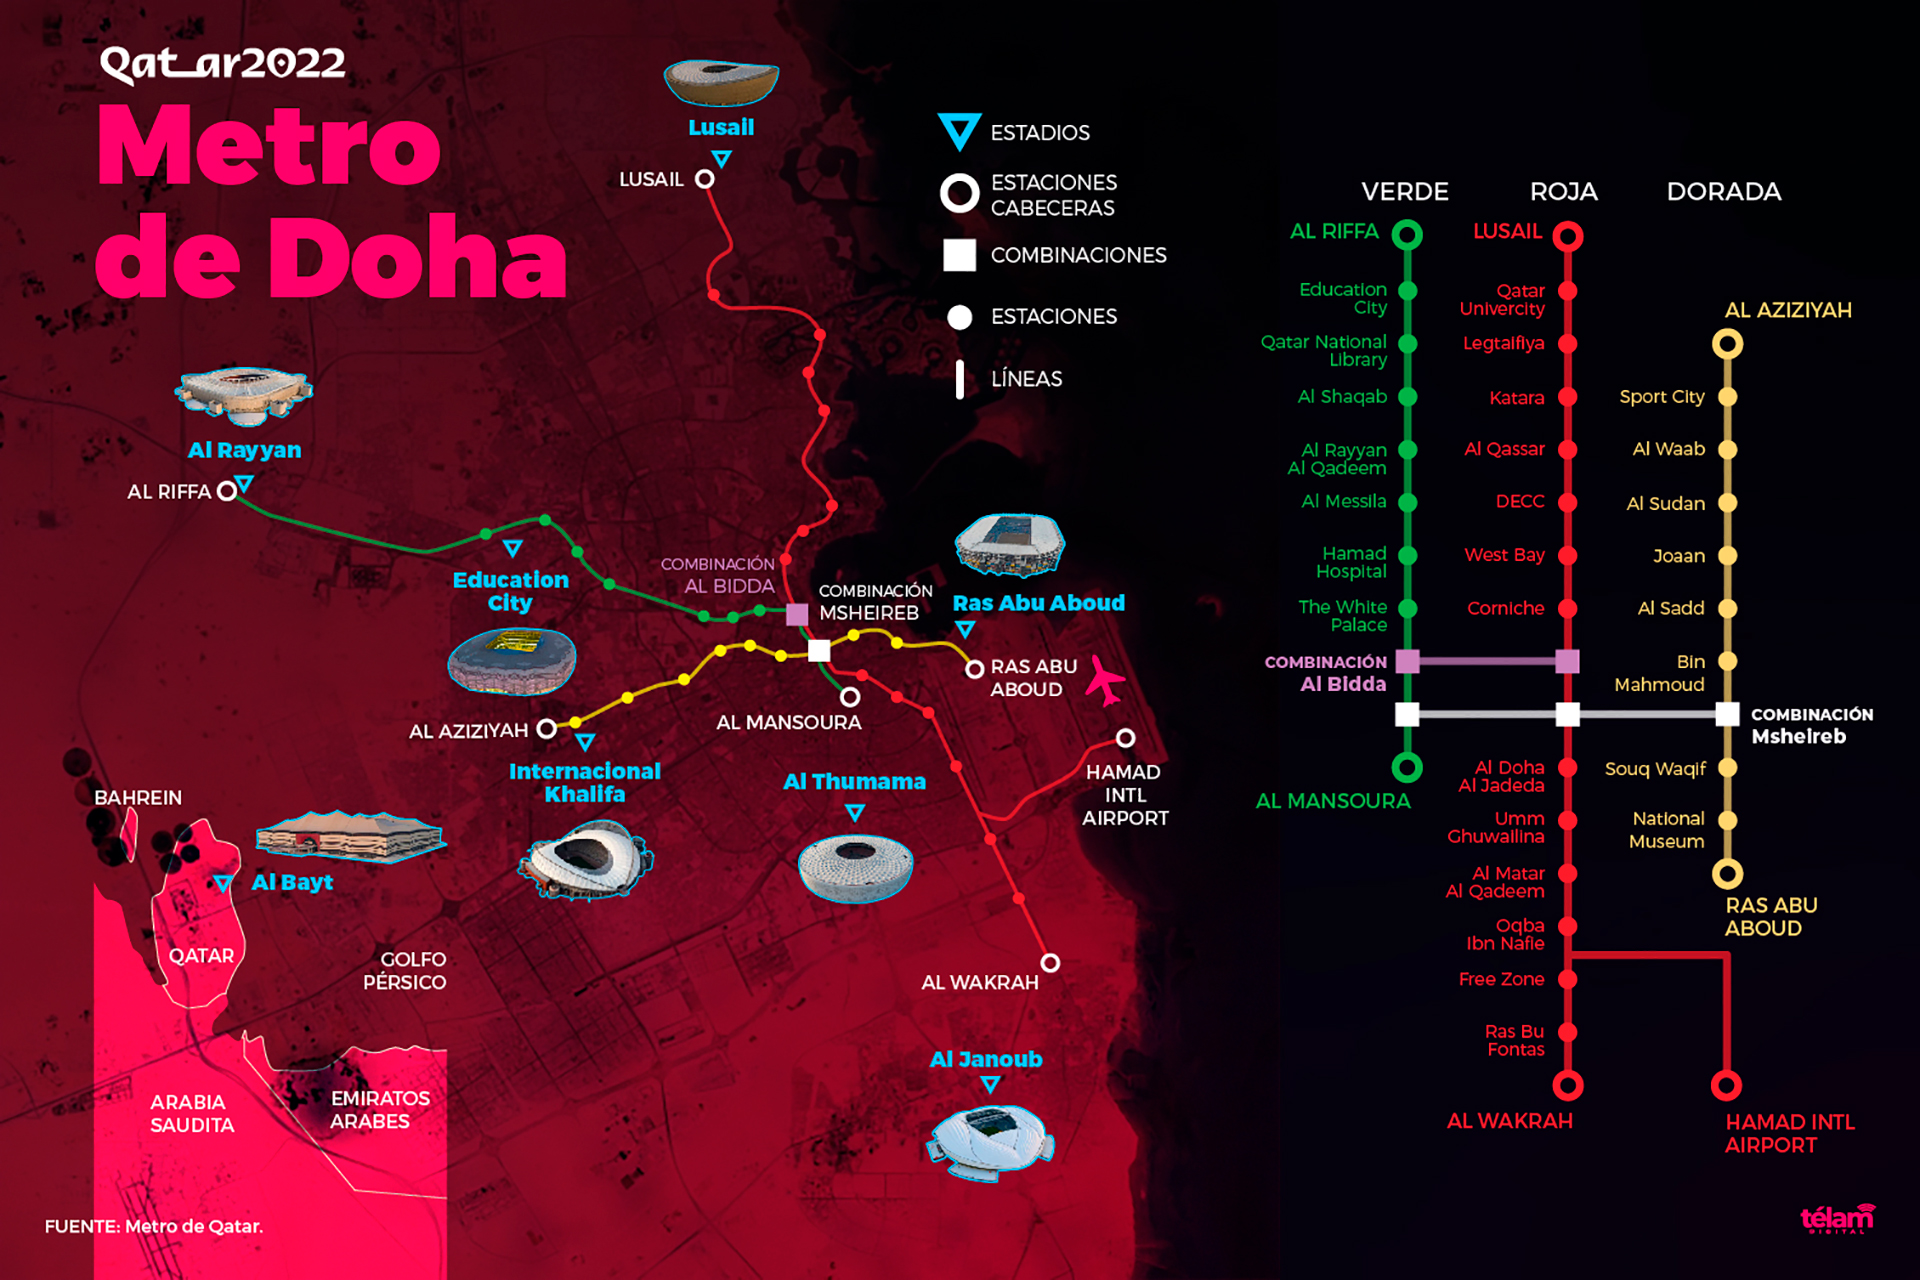 Qatar2022
Metro
de Doha
Lusail
LUSAIL
ESTADIOS
ESTACIONES
CABECERAS
COMBINACIONES
ESTACIONES
LÍNEAS
Al Rayyan
AL RIFFA
Education
City
COMBINACIÓN
AL BIDDA
COMBINACIÓN
MSHEIREB
Ras Abu Aboud
RAS ABU
ABOUD
AL MANSOURA
AL AZIZIYAH
Internacional
Khalifa
Al Thumama
HAMAD
INTL
AIRPORT
BAHREIN
Al Bayt
QATAR
GOLFO
PÉRSICO
AL WAKRAH
Al Janoub
ARABIA
SAUDITA
EMIRATOS
ARABES
FUENTE: Metro de Qatar.
VERDE
AL RIFFA
Education
City
Qatar National
Library
Al Shaqab
Al Rayyan
Al Qadeem
Al Messila
Hamad
Hospital
The White
Palace
COMBINACIÓN
Al Bidda
AL MANSOURA
ROJA
LUSAIL
Qatar
Univercity
Legtaifiya
Katara
Al Qassar
DECC
West Bay
Corniche
Al Doha
Al Jadeda
Umm
Ghuwallina
Al Matar
Al Qadeem
Oqba
Ibn Nafie
Free Zone
Ras Bu
Fontas
AL WAKRAH
HAMAD INTL
AIRPORT
DORADA
AL AZIZIYAH
Sport City
Al Waab
Al Sudan
Joaan
Al Sadd
Bin
Mahmoud
COMBINACIÓN
Msheireb
Souq Waqif
National
Museum
RAS ABU
ABOUD
télam
DIGITAL